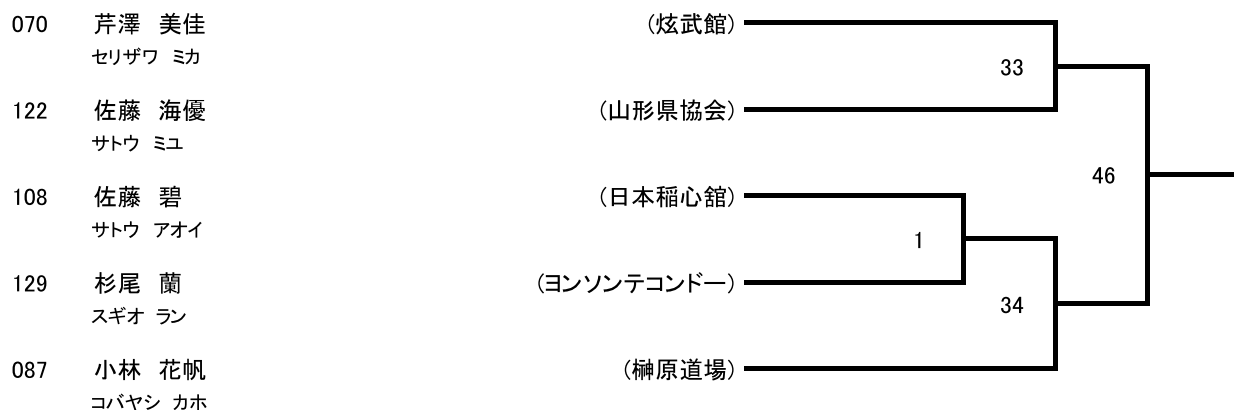 070 芹澤 美佳 (炫武館)
セリザワ ミカ
33
122 佐藤 海優 (山形県協会)
サトウ ミユ
46
108 佐藤 碧 (日本稲心舘)
サトウ アオイ
1
129 杉尾 蘭 (ヨンソンテコンドー)
スギオ ラン
34
087 小林 花帆 (榊原道場)
コバヤシ カホ